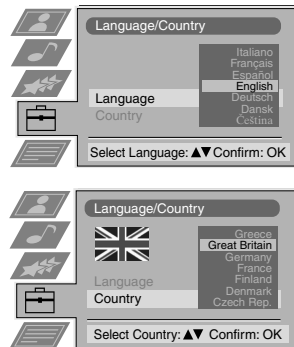 Language/Country
Italiano
Français
Español
English
Language
Deutsch
Country
Dansk
Čeština
Select Language: ▲▼ Confirm: OK
Language/Country
Greece
Great Britain
Germany
France
Language
Finland
Country
Denmark
Czech Rep.
Select Country: ▲▼ Confirm: OK